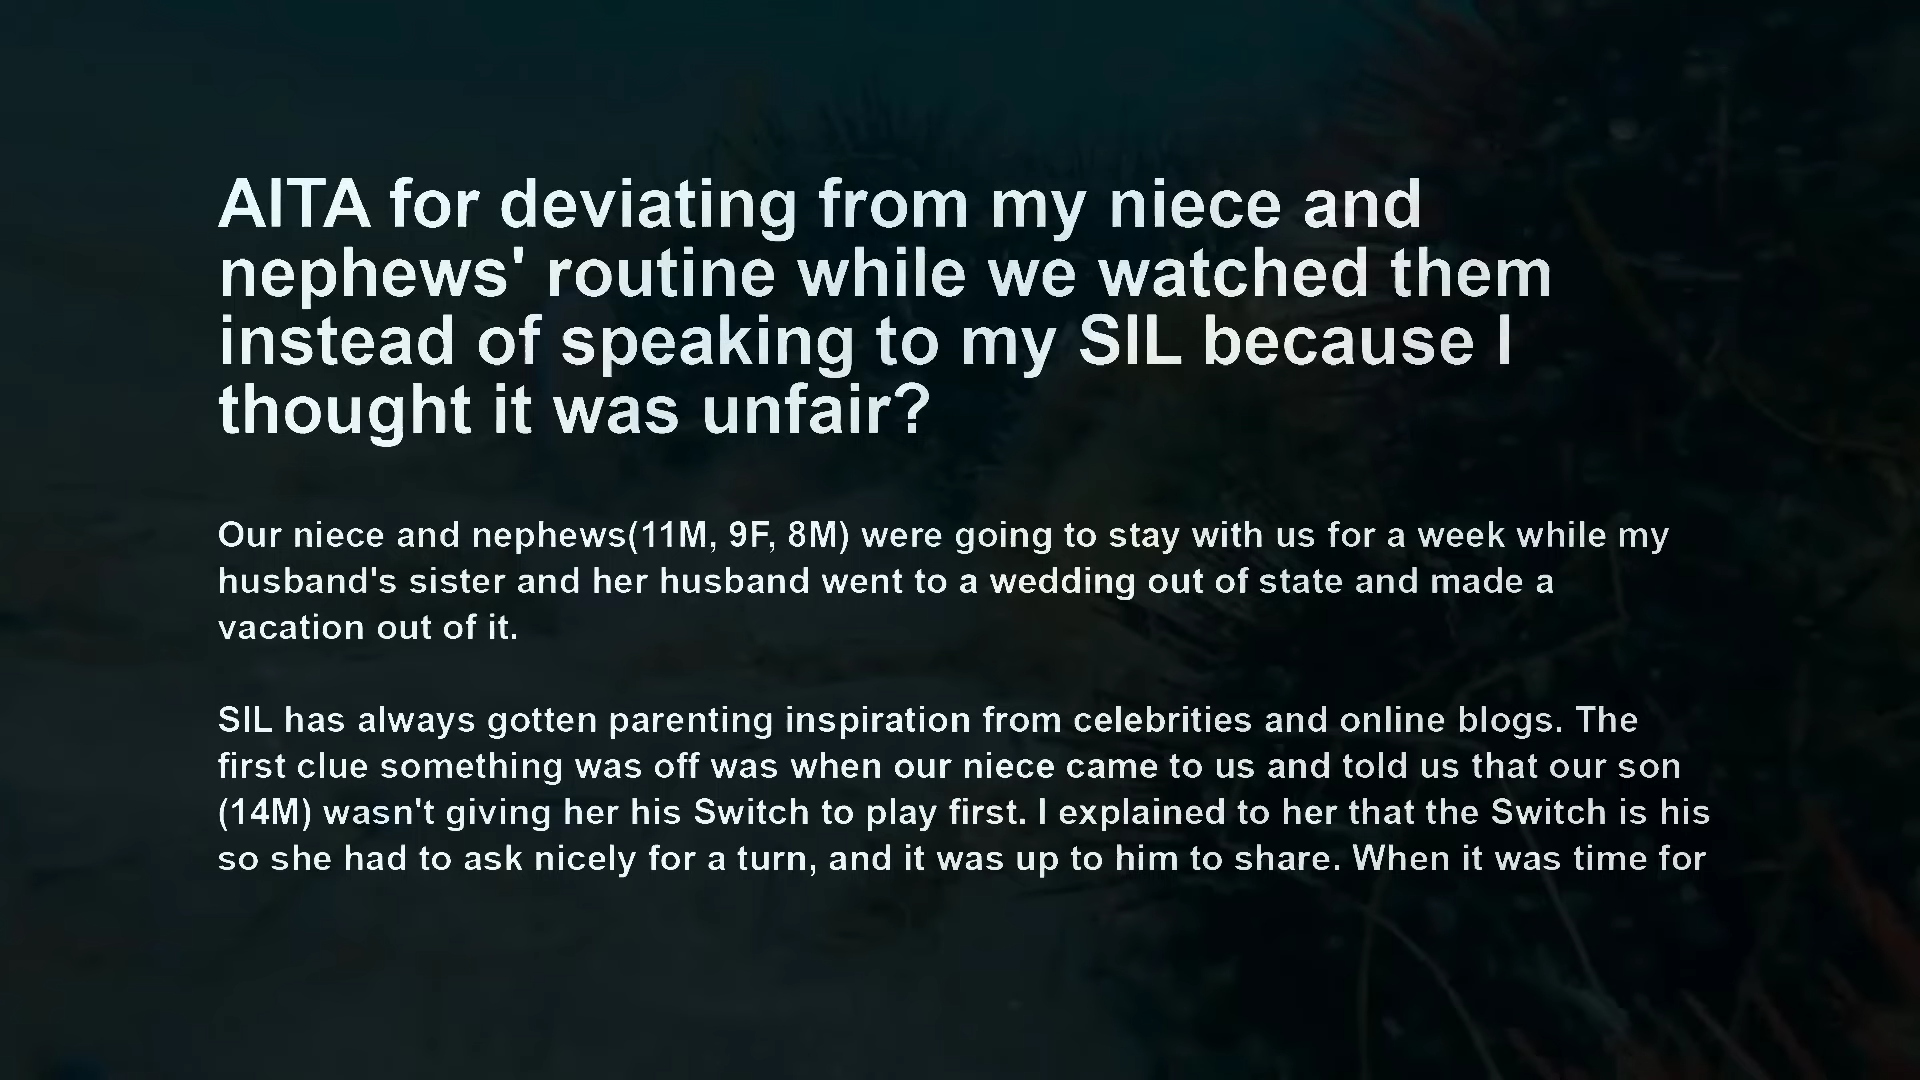 AITA for deviating from my niece and
nephews' routine while we watched them
instead of speaking to my SIL because I
thought it was unfair?
Our niece and nephews(11M, 9F, 8M) were going to stay with us for a week while my
husband's sister and her husband went to a wedding out of state and made a
vacation out of it.
SIL has always gotten parenting inspiration from celebrities and online blogs. The
first clue something was off was when our niece came to us and told us that our son
(14M) wasn't giving her his Switch to play first. I explained to her that the Switch is his
so she had to ask nicely for a turn, and it was up to him to share. When it was time for